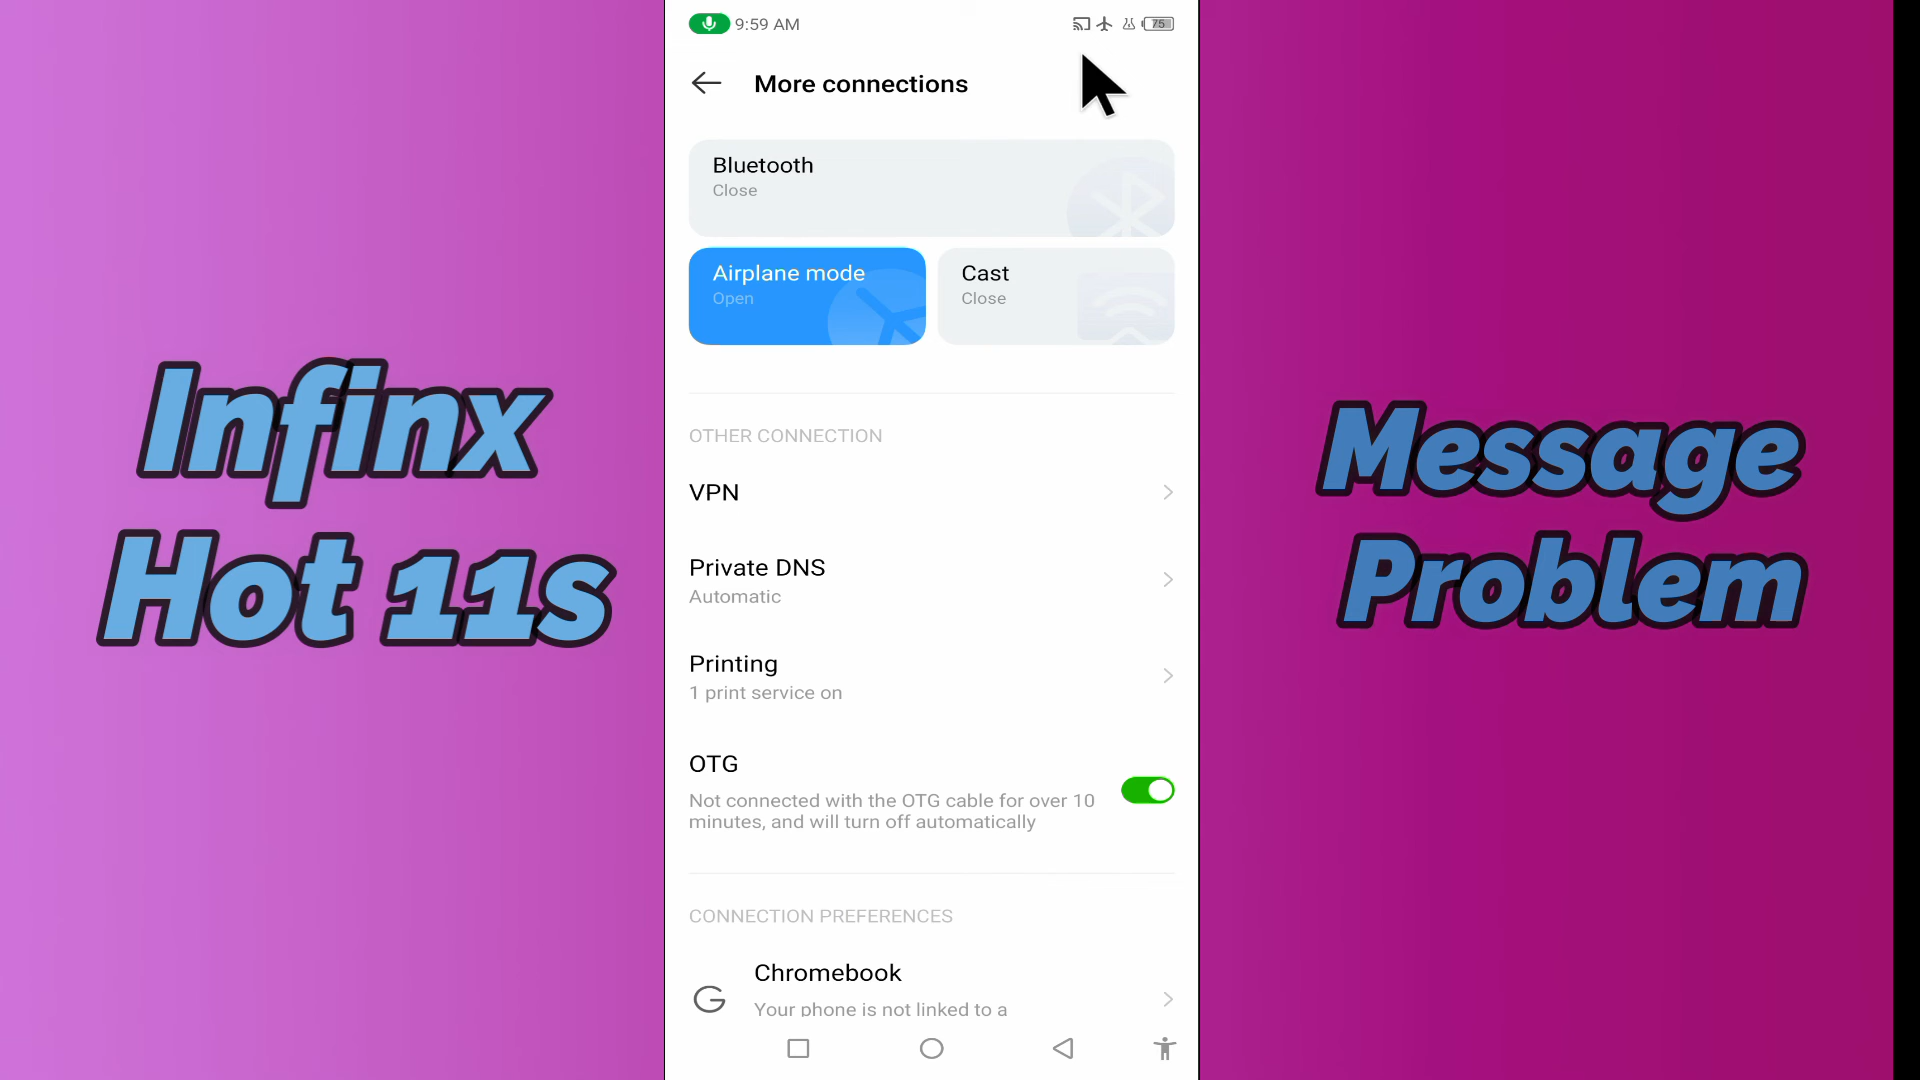 9:59 AM
75
More connections
Bluetooth
Close
Airplane mode
Open
Cast
Close
OTHER CONNECTION
VPN
Private DNS
Automatic
Printing
1 print service on
OTG
Not connected with the OTG cable for over 10
minutes, and will turn off automatically
CONNECTION PREFERENCES
Chromebook
Your phone is not linked to a
Infinx
Hot 11s
Message
Problem